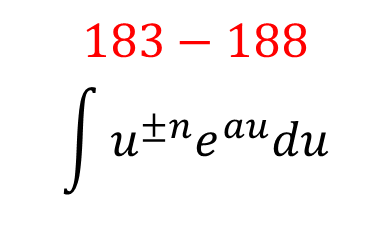 183 − 188
∫ u^{±n} e^{au} du